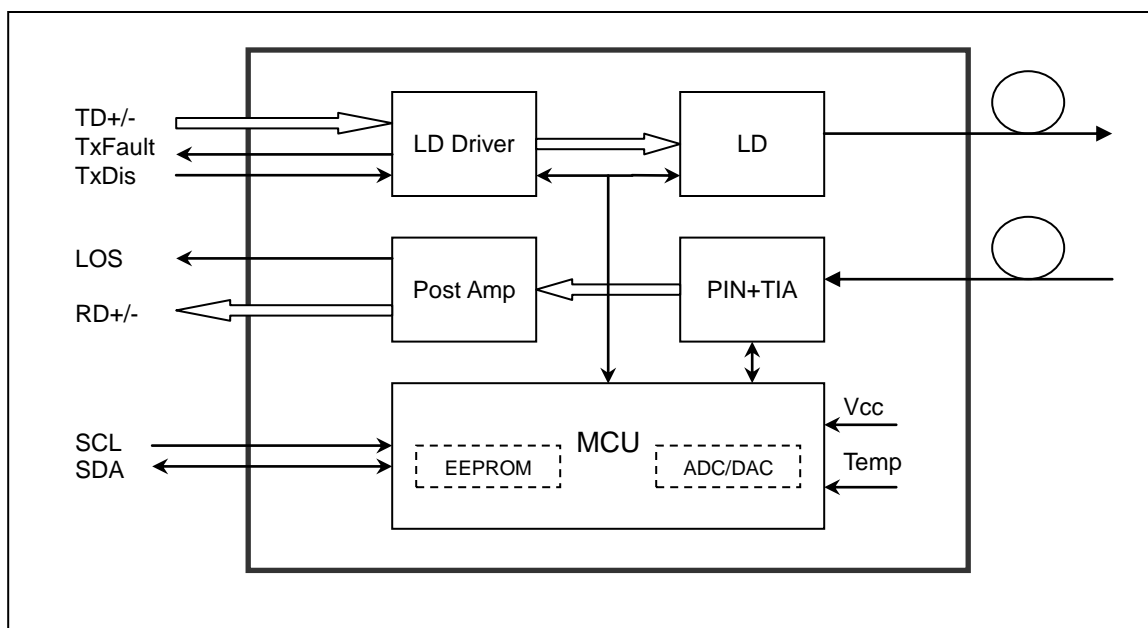 TD+/-
TxFault
TxDis
LD Driver
LD
LOS
RD+/-
Post Amp
PIN+TIA
SCL
SDA
MCU
EEPROM
ADC/DAC
Vcc
Temp